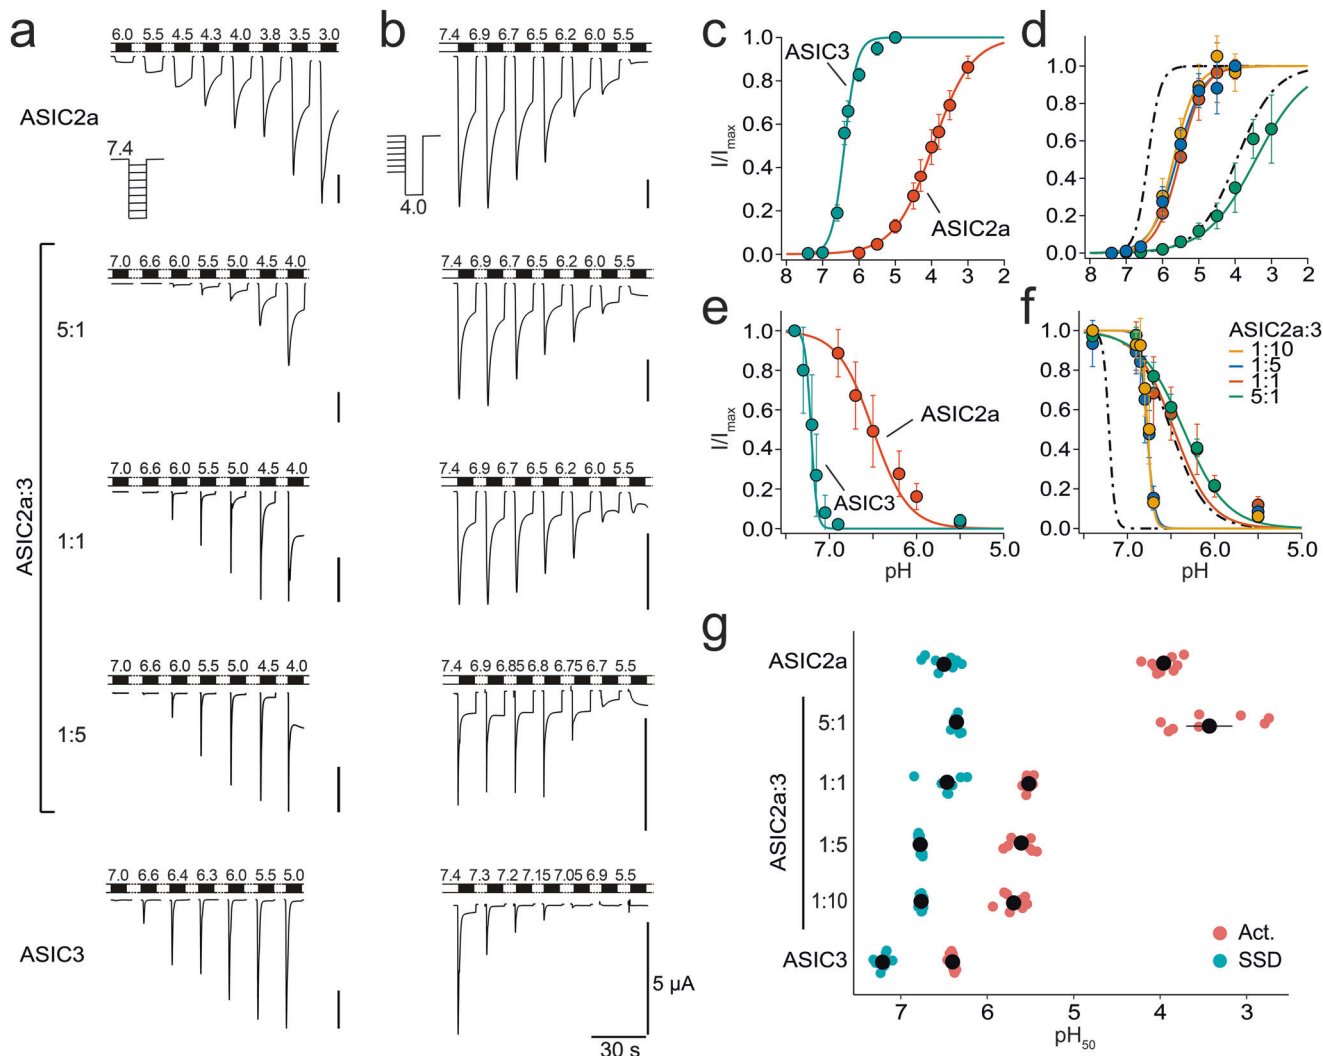 a
6.0 5.5 4.5 4.3 4.0 3.8 3.5 3.0
ASIC2a
7.4
ASIC2a:3
7.0 6.6 6.0 5.5 5.0 4.5 4.0
5:1
7.0 6.6 6.0 5.5 5.0 4.5 4.0
1:1
7.0 6.6 6.0 5.5 5.0 4.5 4.0
1:5
7.0 6.6 6.4 6.3 6.0 5.5 5.0
ASIC3
b
7.4 6.9 6.7 6.5 6.2 6.0 5.5
4.0
7.4 6.9 6.7 6.5 6.2 6.0 5.5
7.4 6.9 6.7 6.5 6.2 6.0 5.5
7.4 6.9 6.85 6.8 6.75 6.7 5.5
7.4 7.3 7.2 7.15 7.05 6.9 5.5
5 µA
30 s
c
I/Imax
1.0
0.8
0.6
0.4
0.2
0.0
ASIC3
ASIC2a
8 7 6 5 4 3 2
d
1.0
0.8
0.6
0.4
0.2
0.0
8 7 6 5 4 3 2
e
I/Imax
1.0
0.8
0.6
0.4
0.2
0.0
ASIC2a
ASIC3
7.0 6.0 5.0
pH
f
1.0
0.8
0.6
0.4
0.2
0.0
ASIC2a:3
1:10
1:5
1:1
5:1
7.0 6.0 5.0
pH
g
ASIC2a
ASIC2a:3
5:1
1:1
1:5
1:10
ASIC3
Act.
SSD
7 6 5 4 3
pH50